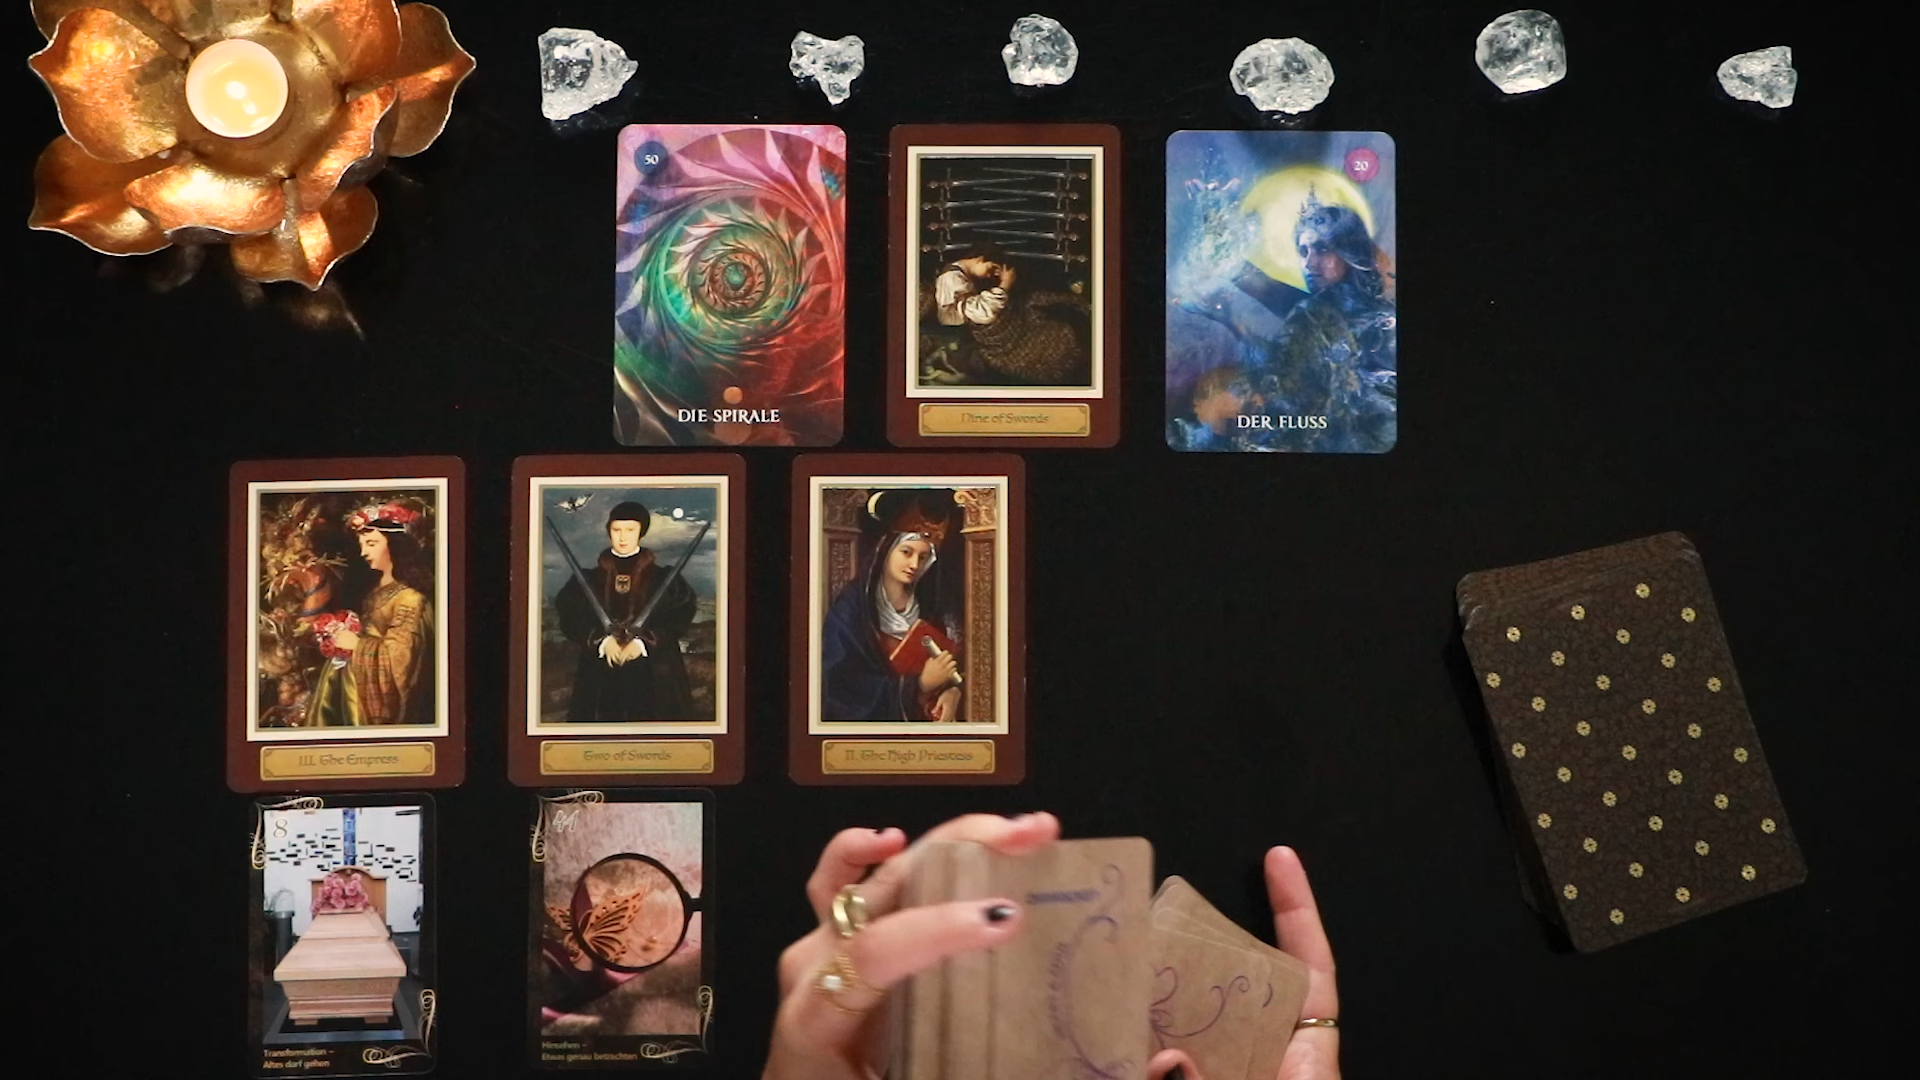 50
20
DIE SPIRALE
Nine of Swords
DER FLUSS
III. The Empress
Two of Swords
II. The High Priestess
8
41
Transformation –
Altes darf gehen
Hinsehen –
Etwas genau betrachten